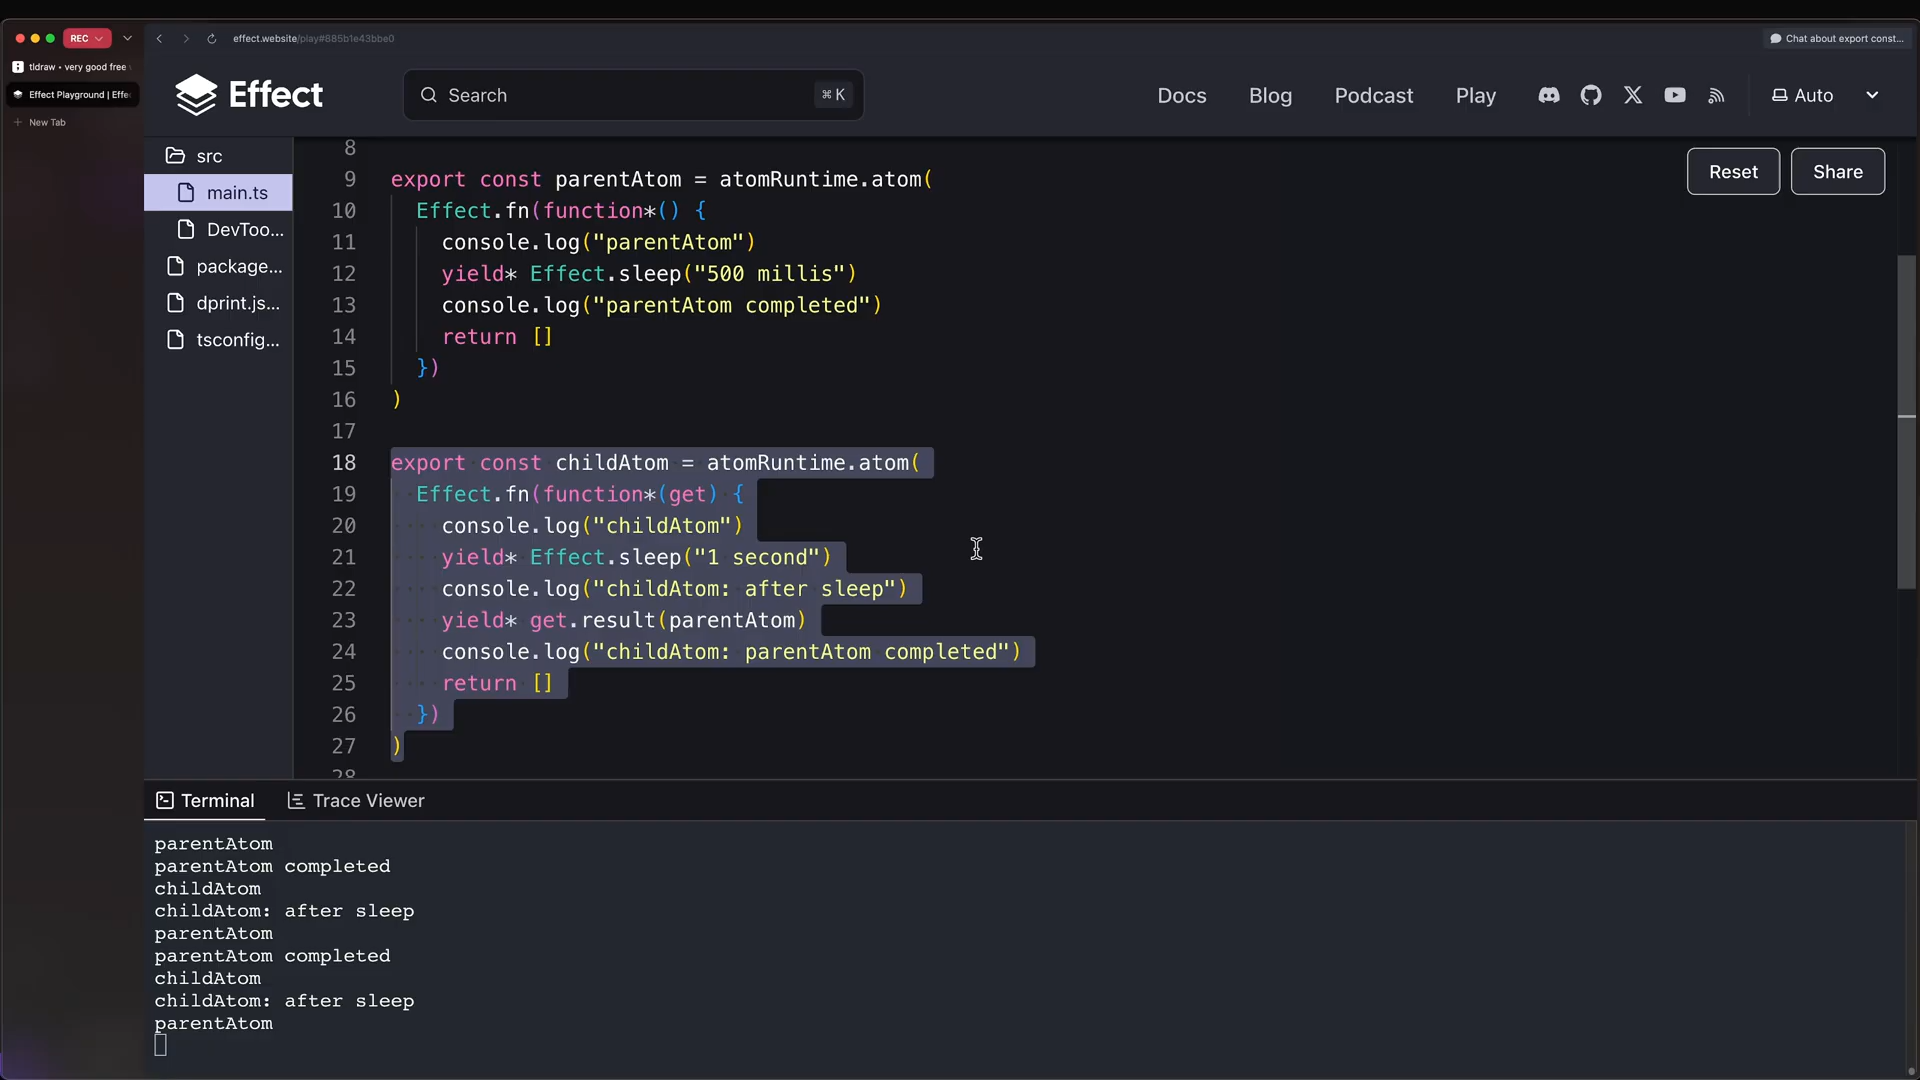 REC
effect.website/play#885b1e43bbe0
Chat about export const...
tldraw • very good free
Effect Playground | Effe
New Tab
Effect
Search
⌘ K
Docs
Blog
Podcast
Play
Auto
src
main.ts
DevToo...
package...
dprint.js...
tsconfig...
Reset
Share
8
9 export const parentAtom = atomRuntime.atom(
10 Effect.fn(function*() {
11 console.log("parentAtom")
12 yield* Effect.sleep("500 millis")
13 console.log("parentAtom completed")
14 return []
15 })
16 )
17
18 export const childAtom = atomRuntime.atom(
19 Effect.fn(function*(get) {
20 console.log("childAtom")
21 yield* Effect.sleep("1 second")
22 console.log("childAtom: after sleep")
23 yield* get.result(parentAtom)
24 console.log("childAtom: parentAtom completed")
25 return []
26 })
27 )
28
Terminal
Trace Viewer
parentAtom
parentAtom completed
childAtom
childAtom: after sleep
parentAtom
parentAtom completed
childAtom
childAtom: after sleep
parentAtom